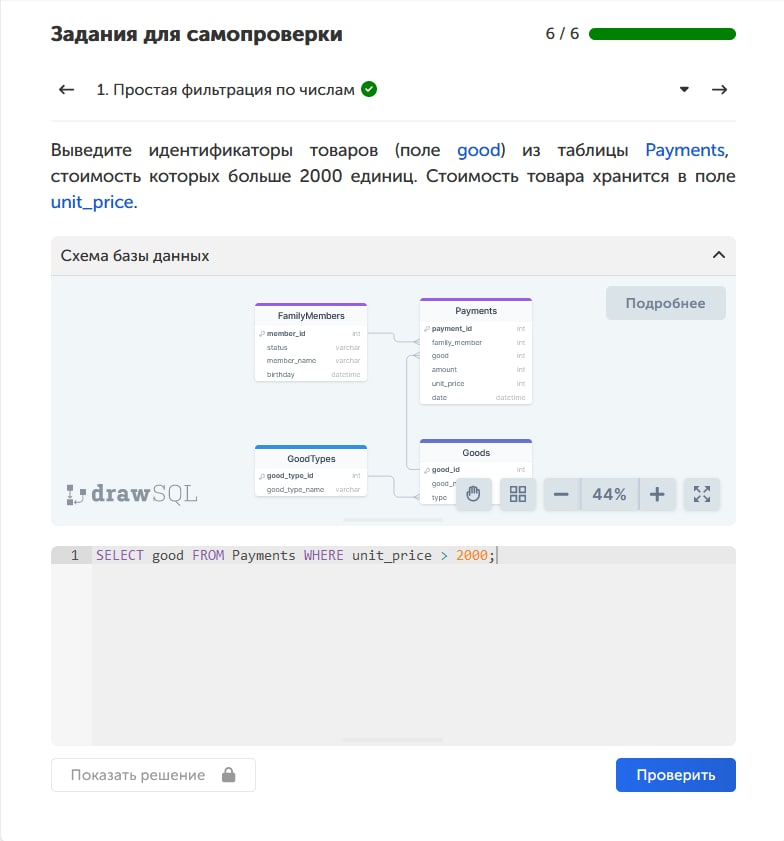 Задания для самопроверки
6 / 6
1. Простая фильтрация по числам
Выведите идентификаторы товаров (поле good) из таблицы Payments,
стоимость которых больше 2000 единиц. Стоимость товара хранится в поле
unit_price.
Схема базы данных
Подробнее
FamilyMembers
member_id int
status varchar
member_name varchar
birthday datetime
Payments
payment_id int
family_member int
good int
amount int
unit_price int
date datetime
GoodTypes
good_type_id int
good_type_name varchar
Goods
good_id int
good_n
type
drawSQL
44%
1 SELECT good FROM Payments WHERE unit_price > 2000;
Показать решение
Проверить